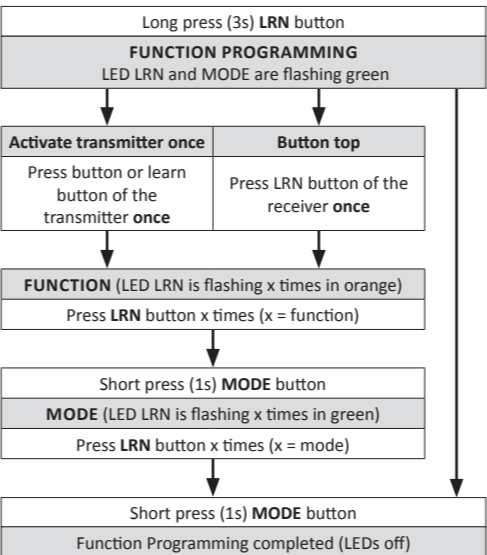 Long press (3s) LRN button
FUNCTION PROGRAMMING
LED LRN and MODE are flashing green
Activate transmitter once
Press button or learn
button of the
transmitter once
Button top
Press LRN button of the
receiver once
FUNCTION (LED LRN is flashing x times in orange)
Press LRN button x times (x = function)
Short press (1s) MODE button
MODE (LED LRN is flashing x times in green)
Press LRN button x times (x = mode)
Short press (1s) MODE button
Function Programming completed (LEDs off)